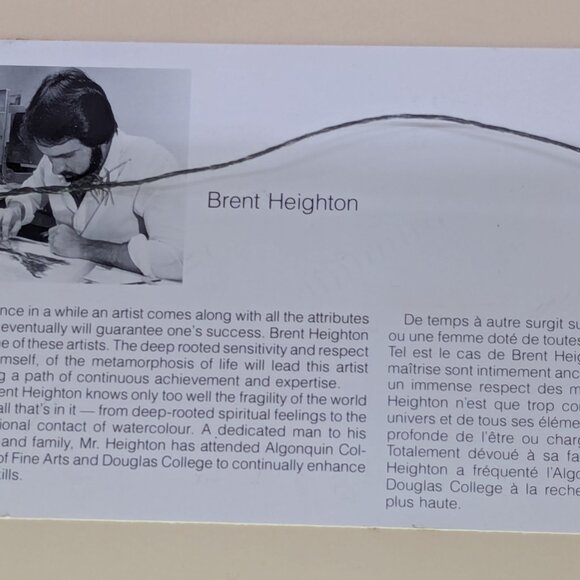 Brent Heighton
nce in a while an artist comes along with all the attributes
eventually will guarantee one's success. Brent Heighton
e of these artists. The deep rooted sensitivity and respect
mself, of the metamorphosis of life will lead this artist
g a path of continuous achievement and expertise.
ent Heighton knows only too well the fragility of the world
all that's in it — from deep-rooted spiritual feelings to the
ional contact of watercolour. A dedicated man to his
and family, Mr. Heighton has attended Algonquin Col-
of Fine Arts and Douglas College to continually enhance
kills.
De temps à autre surgit su
ou une femme doté de toutes
Tel est le cas de Brent Heig
maîtrise sont intimement anc
un immense respect des m
Heighton n'est que trop con
univers et de tous ses éléme
profonde de l'être ou charg
Totalement dévoué à sa fa
Heighton a fréquenté l'Algo
Douglas College à la reche
plus haute.